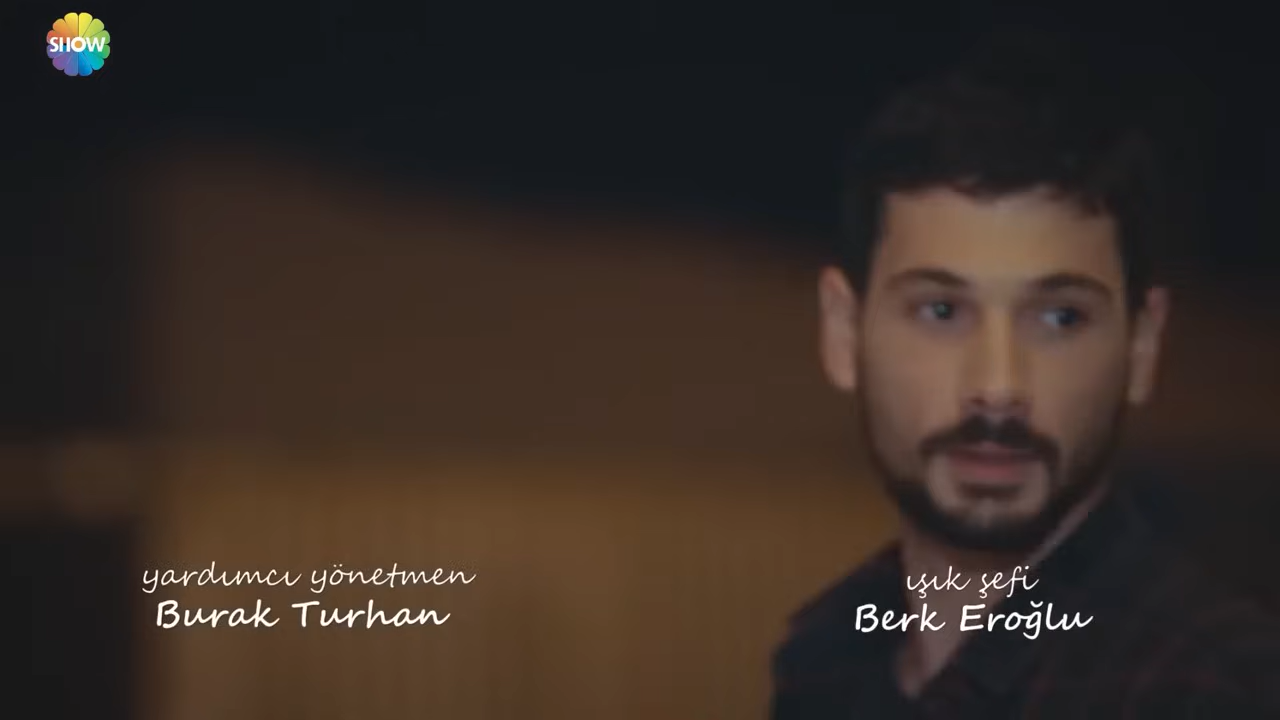 SHOW
yardımcı yönetmen
Burak Turhan
ışık şefi
Berk Eroğlu